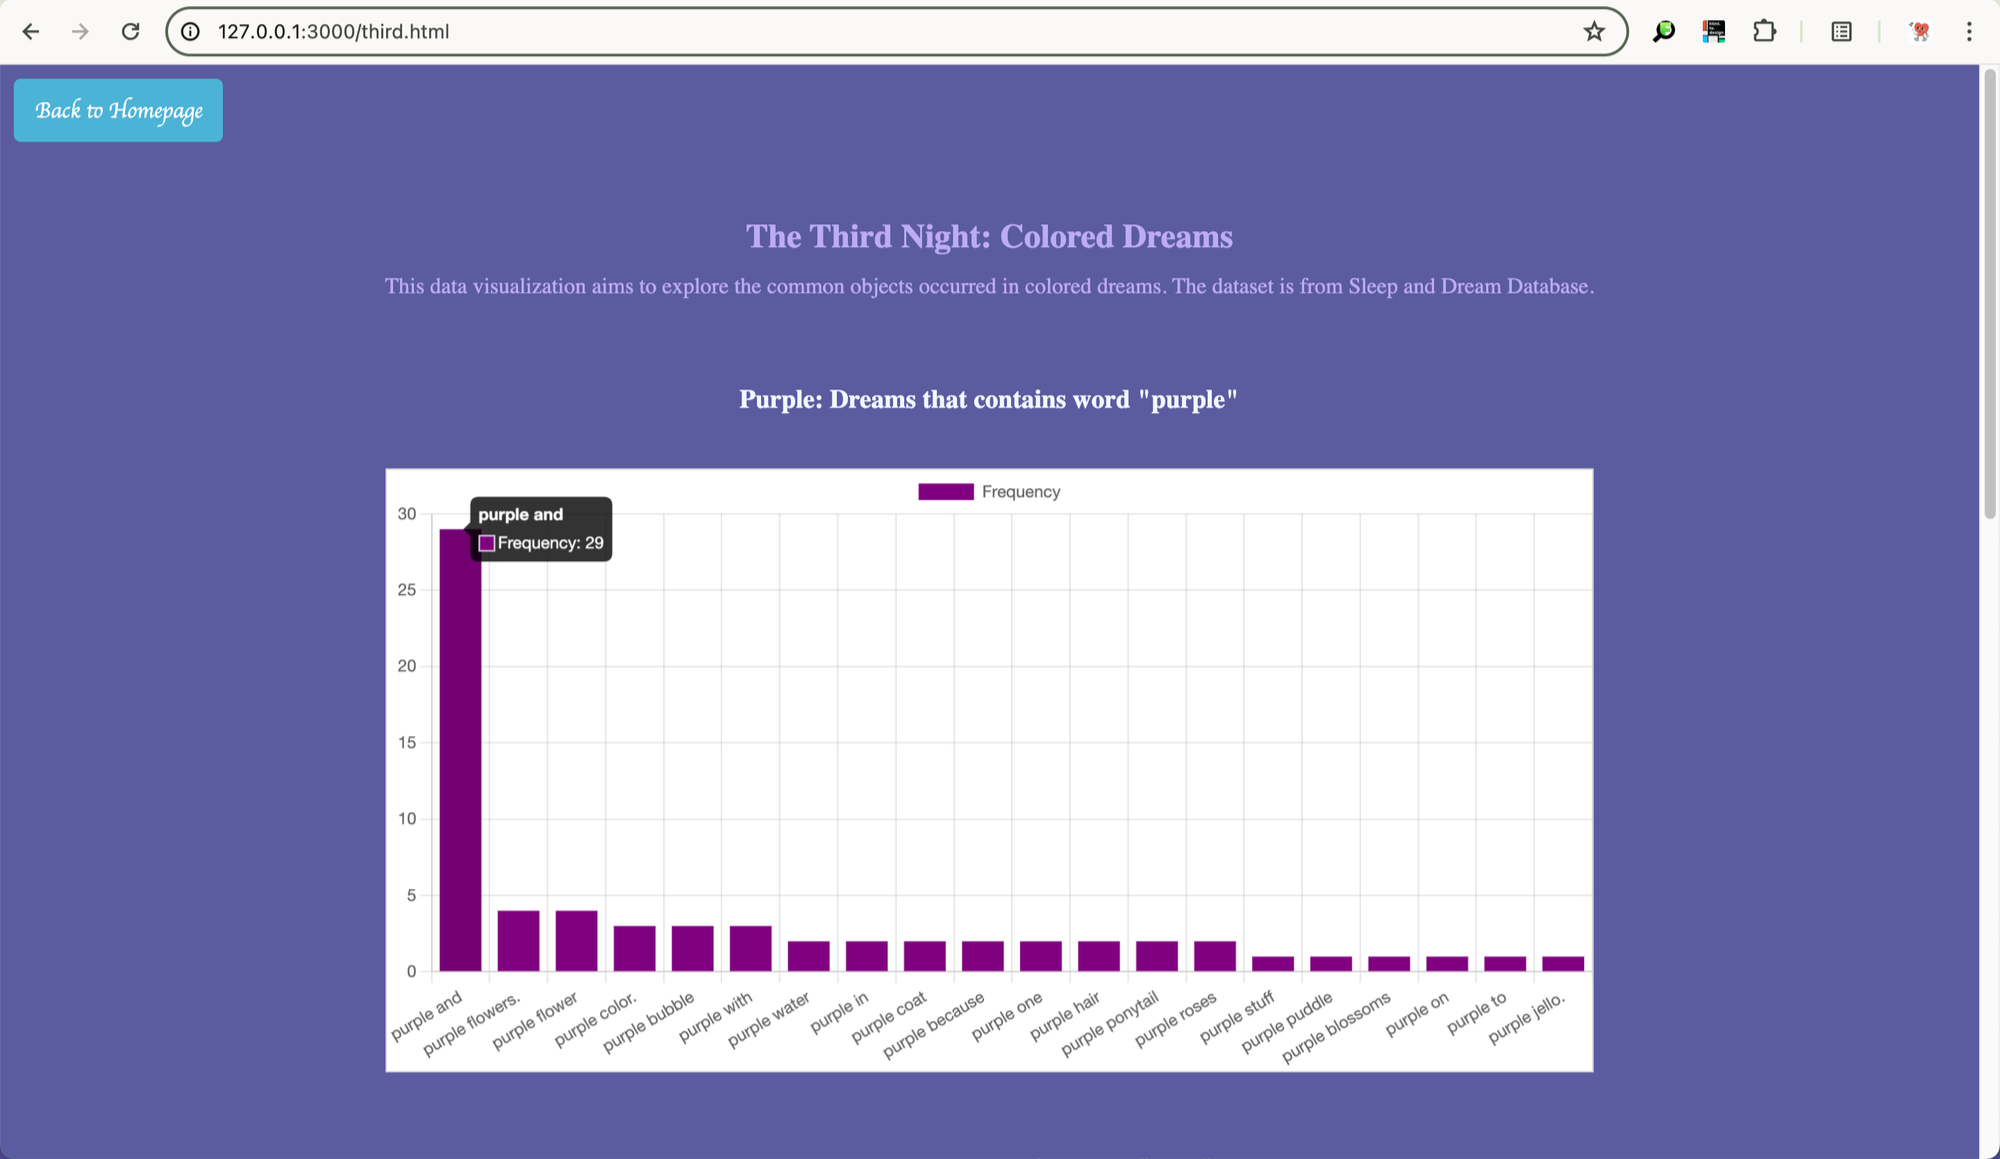 127.0.0.1:3000/third.html
Back to Homepage
The Third Night: Colored Dreams
This data visualization aims to explore the common objects occurred in colored dreams. The dataset is from Sleep and Dream Database.
Purple: Dreams that contains word "purple"
Frequency
purple and
Frequency: 29
30
25
20
15
10
5
0
purple and
purple flowers.
purple flower
purple color.
purple bubble
purple with
purple water
purple in
purple coat
purple because
purple one
purple hair
purple ponytail
purple roses
purple stuff
purple puddle
purple blossoms
purple on
purple to
purple jello.